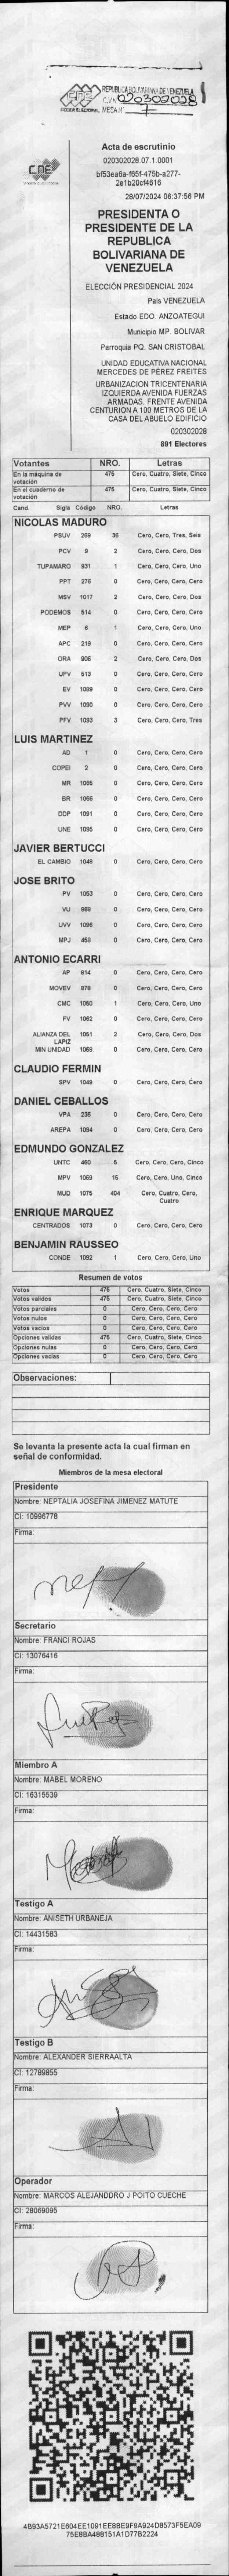 CNE
REPUBLICA BOLIVARIANA DE VENEZUELA
PODER ELECTORAL
C.V.N° 020302028
MESA N° 7
CNE
Acta de escrutinio
020302028.07.1.0001
bf53ea6a-f65f-475b-a277-
2e1b20cf4616
28/07/2024 06:37:56 PM
PRESIDENTA O
PRESIDENTE DE LA
REPUBLICA
BOLIVARIANA DE
VENEZUELA
ELECCIÓN PRESIDENCIAL 2024
Pais VENEZUELA
Estado EDO. ANZOATEGUI
Municipio MP. BOLIVAR
Parroquia PQ. SAN CRISTOBAL
UNIDAD EDUCATIVA NACIONAL
MERCEDES DE PÉREZ FREITES
URBANIZACION TRICENTENARIA
IZQUIERDA AVENIDA FUERZAS
ARMADAS. FRENTE AVENIDA
CENTURION A 100 METROS DE LA
CASA DEL ABUELO EDIFICIO
020302028
891 Electores
Votantes NRO. Letras
En la máquina de votación 475 Cero, Cuatro, Siete, Cinco
En el cuaderno de votación 475 Cero, Cuatro, Siete, Cinco
Cand. Sigla Código NRO. Letras
NICOLAS MADURO
PSUV 269 36 Cero, Cero, Tres, Seis
PCV 9 2 Cero, Cero, Cero, Dos
TUPAMARO 931 1 Cero, Cero, Cero, Uno
PPT 276 0 Cero, Cero, Cero, Cero
MSV 1017 2 Cero, Cero, Cero, Dos
PODEMOS 514 0 Cero, Cero, Cero, Cero
MEP 6 1 Cero, Cero, Cero, Uno
APC 219 0 Cero, Cero, Cero, Cero
ORA 906 2 Cero, Cero, Cero, Dos
UPV 513 0 Cero, Cero, Cero, Cero
EV 1089 0 Cero, Cero, Cero, Cero
PVV 1090 0 Cero, Cero, Cero, Cero
PFV 1093 3 Cero, Cero, Cero, Tres
LUIS MARTINEZ
AD 1 0 Cero, Cero, Cero, Cero
COPEI 2 0 Cero, Cero, Cero, Cero
MR 1065 0 Cero, Cero, Cero, Cero
BR 1066 0 Cero, Cero, Cero, Cero
DDP 1091 0 Cero, Cero, Cero, Cero
UNE 1095 0 Cero, Cero, Cero, Cero
JAVIER BERTUCCI
EL CAMBIO 1048 0 Cero, Cero, Cero, Cero
JOSE BRITO
PV 1053 0 Cero, Cero, Cero, Cero
VU 969 0 Cero, Cero, Cero, Cero
UVV 1096 0 Cero, Cero, Cero, Cero
MPJ 458 0 Cero, Cero, Cero, Cero
ANTONIO ECARRI
AP 914 0 Cero, Cero, Cero, Cero
MOVEV 978 0 Cero, Cero, Cero, Cero
CMC 1050 1 Cero, Cero, Cero, Uno
FV 1062 0 Cero, Cero, Cero, Cero
ALIANZA DEL LAPIZ 1051 2 Cero, Cero, Cero, Dos
MIN UNIDAD 1068 0 Cero, Cero, Cero, Cero
CLAUDIO FERMIN
SPV 1049 0 Cero, Cero, Cero, Cero
DANIEL CEBALLOS
VPA 236 0 Cero, Cero, Cero, Cero
AREPA 1094 0 Cero, Cero, Cero, Cero
EDMUNDO GONZALEZ
UNTC 460 5 Cero, Cero, Cero, Cinco
MPV 1069 15 Cero, Cero, Uno, Cinco
MUD 1075 404 Cero, Cuatro, Cero, Cuatro
ENRIQUE MARQUEZ
CENTRADOS 1073 0 Cero, Cero, Cero, Cero
BENJAMIN RAUSSEO
CONDE 1092 1 Cero, Cero, Cero, Uno
Resumen de votos
Votos 475 Cero, Cuatro, Siete, Cinco
Votos validos 475 Cero, Cuatro, Siete, Cinco
Votos parciales 0 Cero, Cero, Cero, Cero
Votos nulos 0 Cero, Cero, Cero, Cero
Votos vacios 0 Cero, Cero, Cero, Cero
Opciones validas 475 Cero, Cuatro, Siete, Cinco
Opciones nulas 0 Cero, Cero, Cero, Cero
Opciones vacias 0 Cero, Cero, Cero, Cero
Observaciones:
Se levanta la presente acta la cual firman en
señal de conformidad.
Miembros de la mesa electoral
Presidente
Nombre: NEPTALIA JOSEFINA JIMENEZ MATUTE
CI: 10996778
Firma:
Secretario
Nombre: FRANCI ROJAS
CI: 13076416
Firma:
Miembro A
Nombre: MABEL MORENO
CI: 16315539
Firma:
Testigo A
Nombre: ANISETH URBANEJA
CI: 14431583
Firma:
Testigo B
Nombre: ALEXANDER SIERRAALTA
CI: 12789855
Firma:
Operador
Nombre: MARCOS ALEJANDDRO J POITO CUECHE
CI: 28069095
Firma:
4B93A5721E604EE1091EE8BE9F9A924D8573F5EA09
75E8BA48B151A1D77B2224